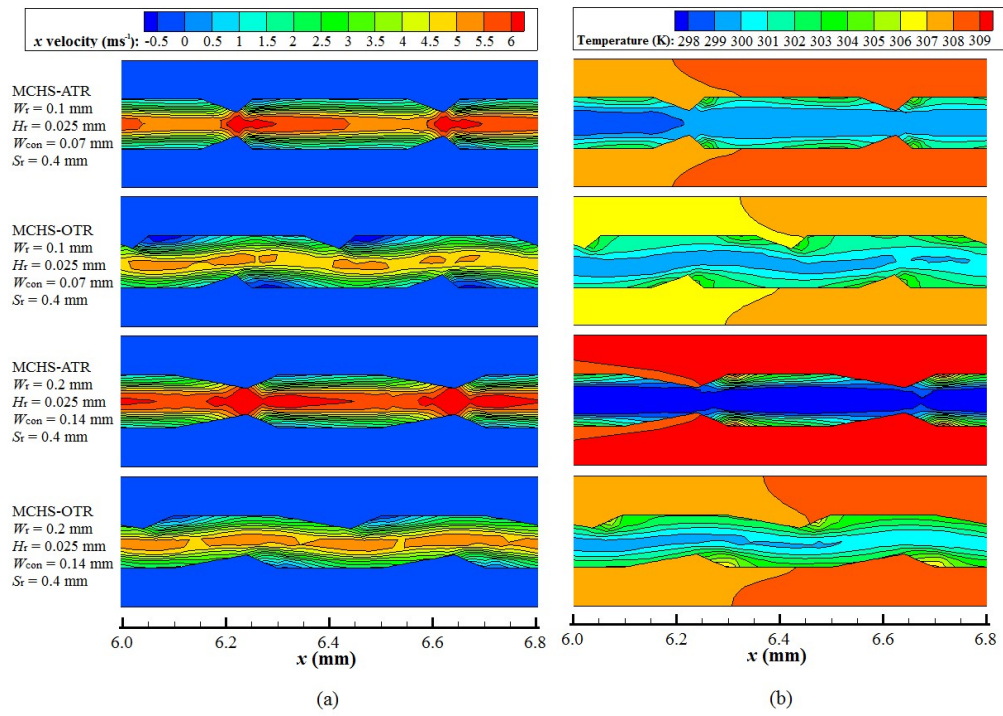 x velocity (ms⁻¹): -0.5 0 0.5 1 1.5 2 2.5 3 3.5 4 4.5 5 5.5 6
Temperature (K): 298 299 300 301 302 303 304 305 306 307 308 309
MCHS-ATR
Wr = 0.1 mm
Hr = 0.025 mm
Wcon = 0.07 mm
Sr = 0.4 mm
MCHS-OTR
Wr = 0.1 mm
Hr = 0.025 mm
Wcon = 0.07 mm
Sr = 0.4 mm
MCHS-ATR
Wr = 0.2 mm
Hr = 0.025 mm
Wcon = 0.14 mm
Sr = 0.4 mm
MCHS-OTR
Wr = 0.2 mm
Hr = 0.025 mm
Wcon = 0.14 mm
Sr = 0.4 mm
6.0 6.2 6.4 6.6 6.8
x (mm)
(a)
6.0 6.2 6.4 6.6 6.8
x (mm)
(b)